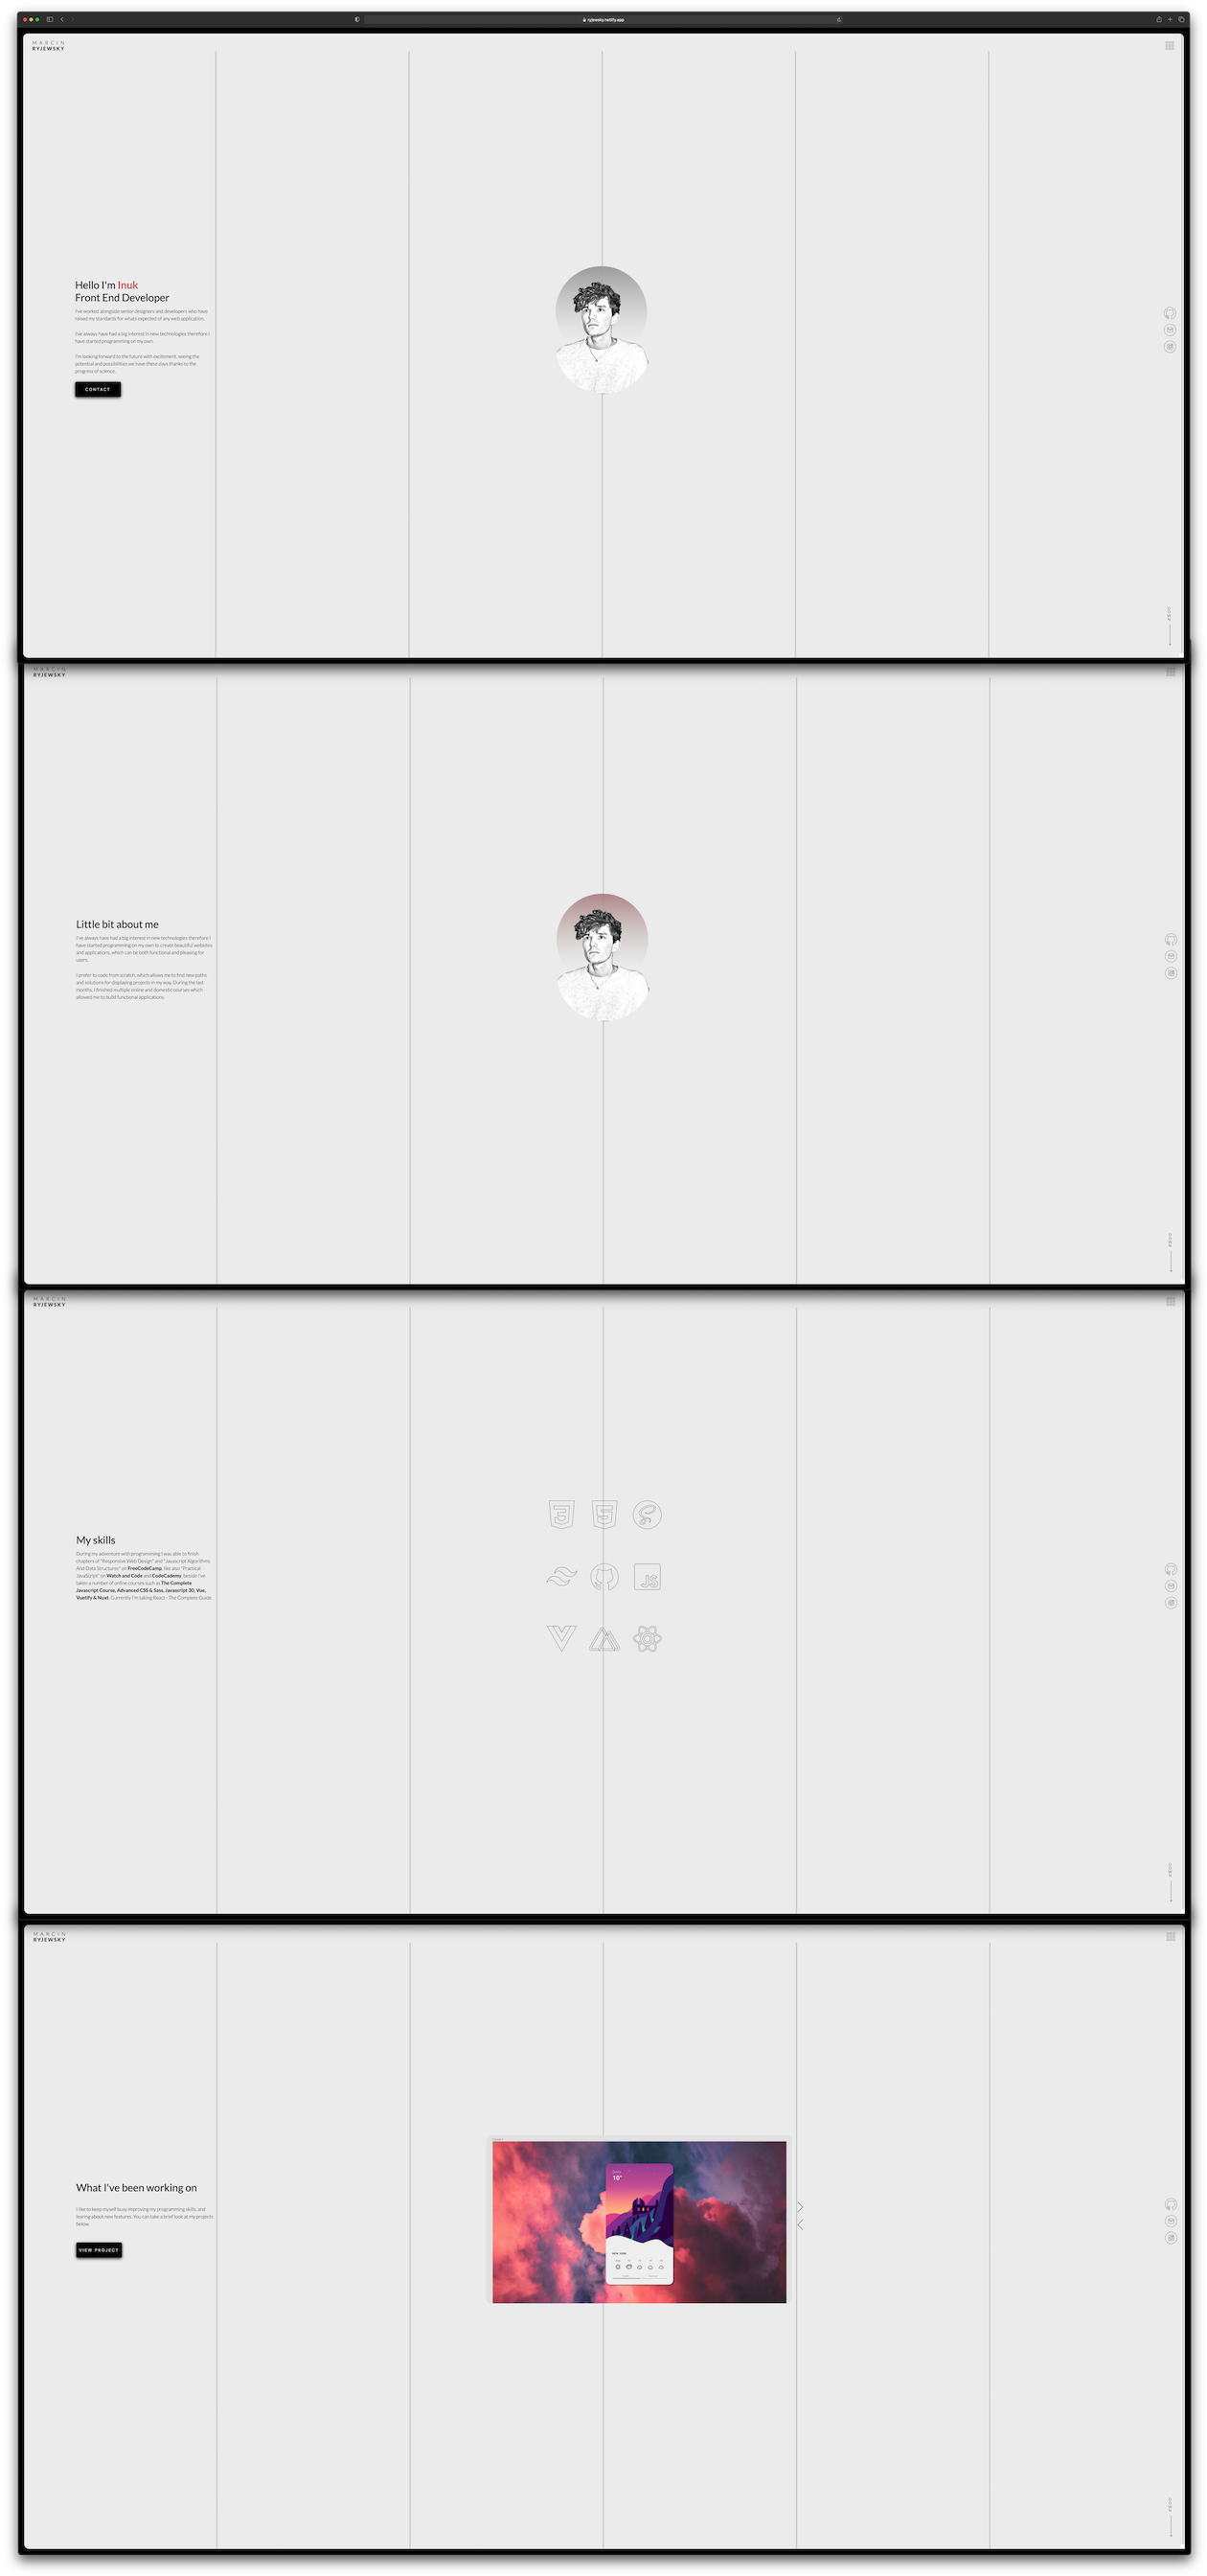 ryjewsky.netlify.app
MARCIN
RYJEWSKY
Hello I'm Inuk
Front End Developer
I've worked alongside senior designers and developers who have
raised my standards for whats expected of any web application.
I've always have had a big interest in new technologies therefore I
have started programming on my own.
I'm looking forward to the future with excitement, seeing the
potential and possibilities we have these days thanks to the
progress of science.
CONTACT
MARCIN
RYJEWSKY
Little bit about me
I've always have had a big interest in new technologies therefore I
have started programming on my own to create beautiful websites
and applications, which can be both functional and pleasing for
users.
I prefer to code from scratch, which allows me to find new paths
and solutions for displaying projects in my way. During the last
months, I finished multiple online and domestic courses which
allowed me to build functional applications.
MARCIN
RYJEWSKY
My skills
During my adventure with programming I was able to finish
chapters of "Responsive Web Design" and "Javascript Algorithms
And Data Structures" on FreeCodeCamp, like also "Practical
JavaScript" on Watch and Code and CodeCademy, beside I've
taken a number of online courses such as The Complete
Javascript Course, Advanced CSS & Sass, Javascript 30, Vue,
Vuetify & Nuxt. Currently I'm taking React - The Complete Guide
JS
MARCIN
RYJEWSKY
What I've been working on
I like to keep myself busy improving my programming skills, and
learing about new features. You can take a brief look at my projects
below.
VIEW PROJECT
10°
NEW YORK